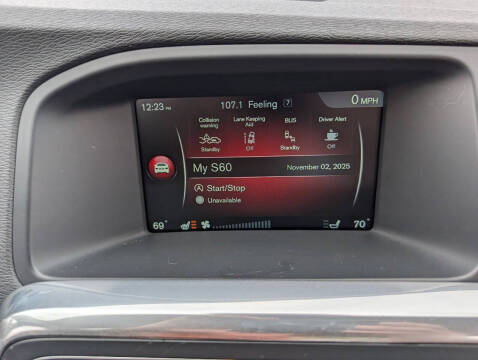 12:23 PM 107.1 Feeling 7 0 MPH
Collision warning Lane Keeping Aid BLIS Driver Alert
Standby Off Standby Off
My S60 November 02, 2025
A Start/Stop
Unavailable
69° 70°